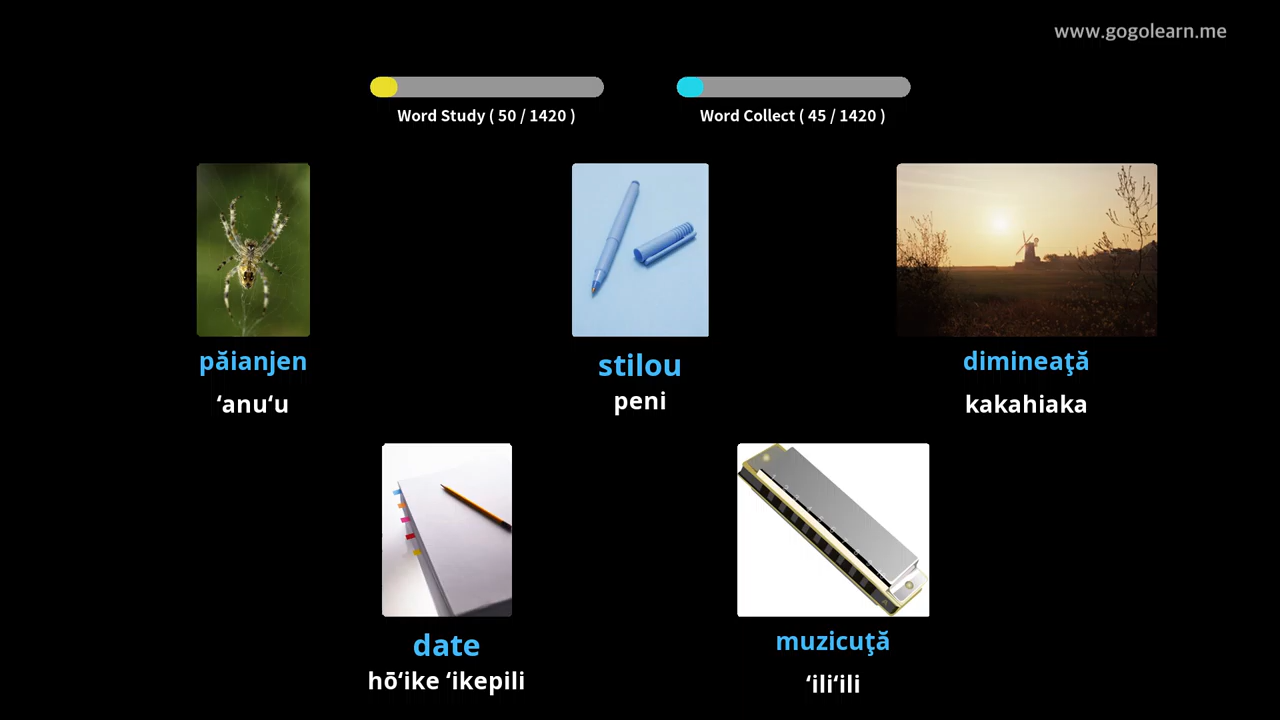 www.gogolearn.me
Word Study ( 50 / 1420 )
Word Collect ( 45 / 1420 )
păianjen
ʻanuʻu
stilou
peni
dimineaţă
kakahiaka
date
hōʻike ʻikepili
muzicuţă
ʻiliʻili